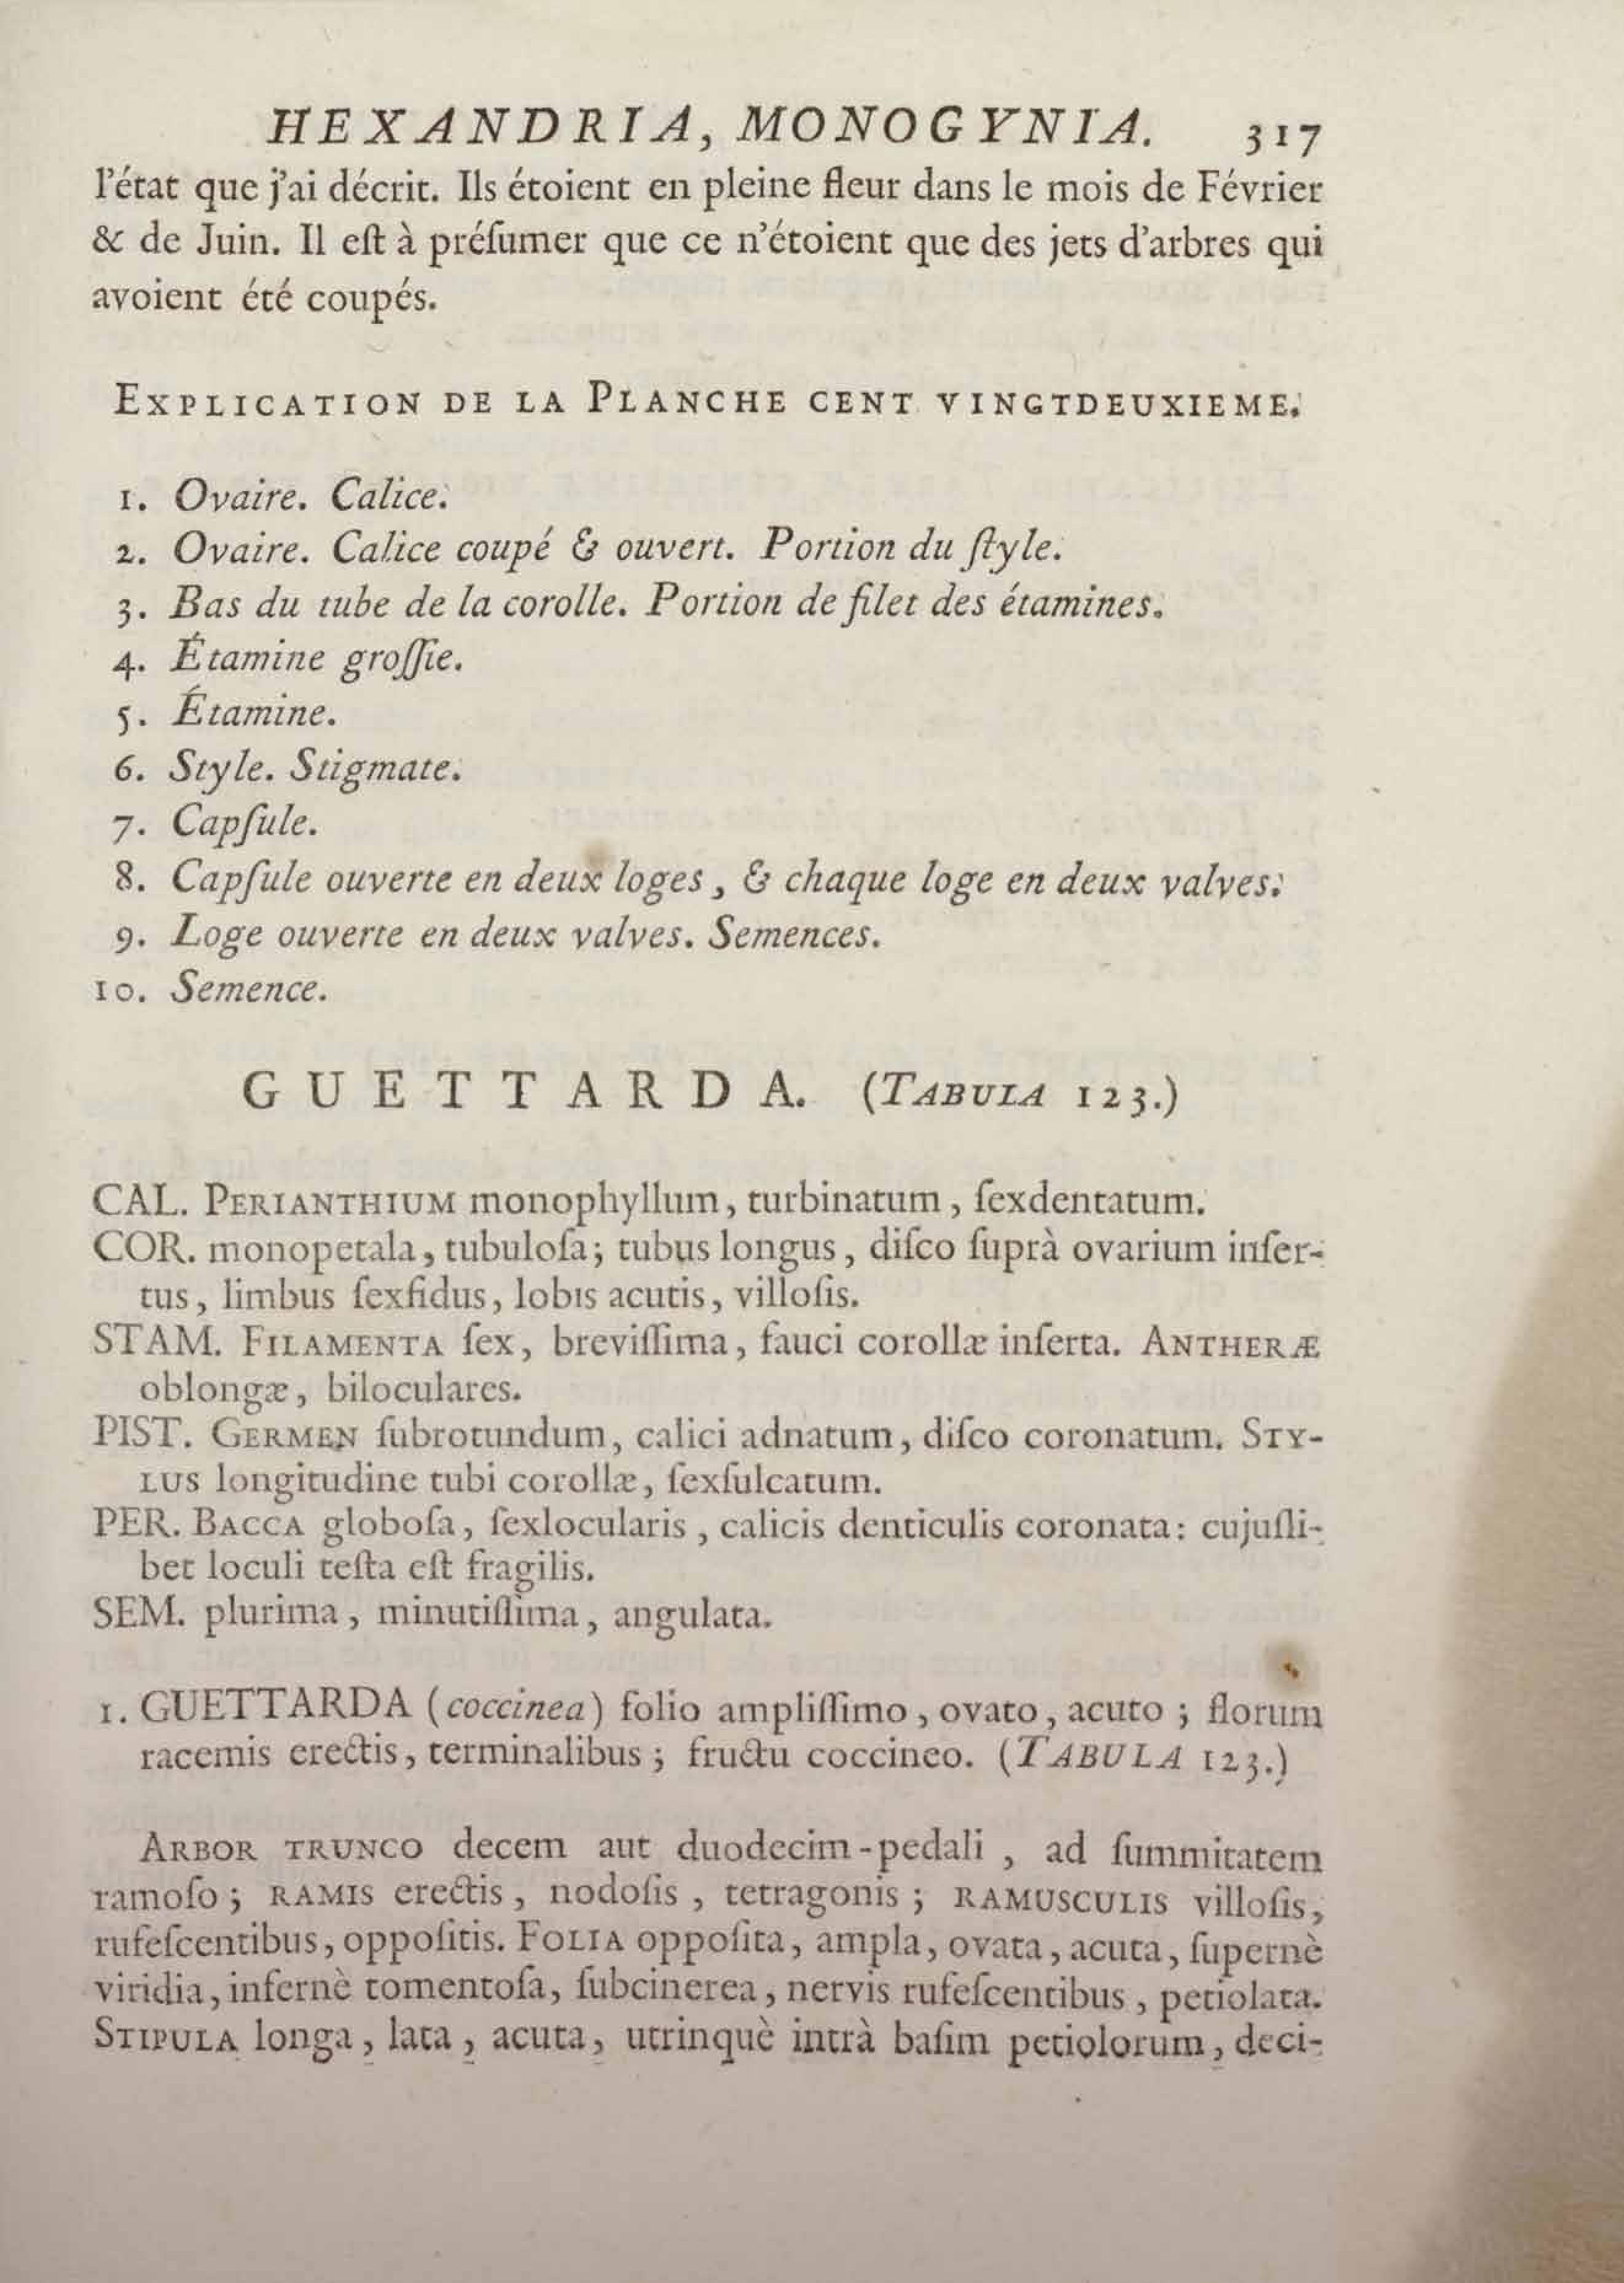 HEXANDRIA, MONOGYNIA. 317
l'état que j'ai décrit. Ils étoient en pleine fleur dans le mois de Février
& de Juin. Il eſt à préſumer que ce n'étoient que des jets d'arbres qui
avoient été coupés.
EXPLICATION DE LA PLANCHE CENT VINGTDEUXIEME.
1. Ovaire. Calice.
2. Ovaire. Calice coupé & ouvert. Portion du ſtyle.
3. Bas du tube de la corolle. Portion de filet des étamines.
4. Étamine groſſie.
5. Étamine.
6. Style. Stigmate.
7. Capſule.
8. Capſule ouverte en deux loges, & chaque loge en deux valves.
9. Loge ouverte en deux valves. Semences.
10. Semence.
GUETTARDA. (TABULA 123.)
CAL. PERIANTHIUM monophyllum, turbinatum, ſexdentatum.
COR. monopetala, tubuloſa; tubus longus, diſco ſuprà ovarium inſer-
tus, limbus ſexfidus, lobis acutis, villoſis.
STAM. FILAMENTA ſex, breviſſima, fauci corollæ inſerta. ANTHERÆ
oblongæ, biloculares.
PIST. GERMEN ſubrotundum, calici adnatum, diſco coronatum. STY-
LUS longitudine tubi corollæ, ſexſulcatum.
PER. BACCA globoſa, ſexlocularis, calicis denticulis coronata: cujuſli-
bet loculi teſta eſt fragilis.
SEM. plurima, minutiſſima, angulata.
1. GUETTARDA (coccinea) folio ampliſſimo, ovato, acuto; florum
racemis erectis, terminalibus; fructu coccineo. (TABULA 123.)
ARBOR TRUNCO decem aut duodecim-pedali, ad ſummitatem
ramoſo; RAMIS erectis, nodoſis, tetragonis; RAMUSCULIS villoſis,
rufeſcentibus, oppoſitis. FOLIA oppoſita, ampla, ovata, acuta, ſupernè
viridia, infernè tomentoſa, ſubcinerea, nervis rufeſcentibus, petiolata.
STIPULA longa, lata, acuta, utrinquè intrà baſim petiolorum, deci-